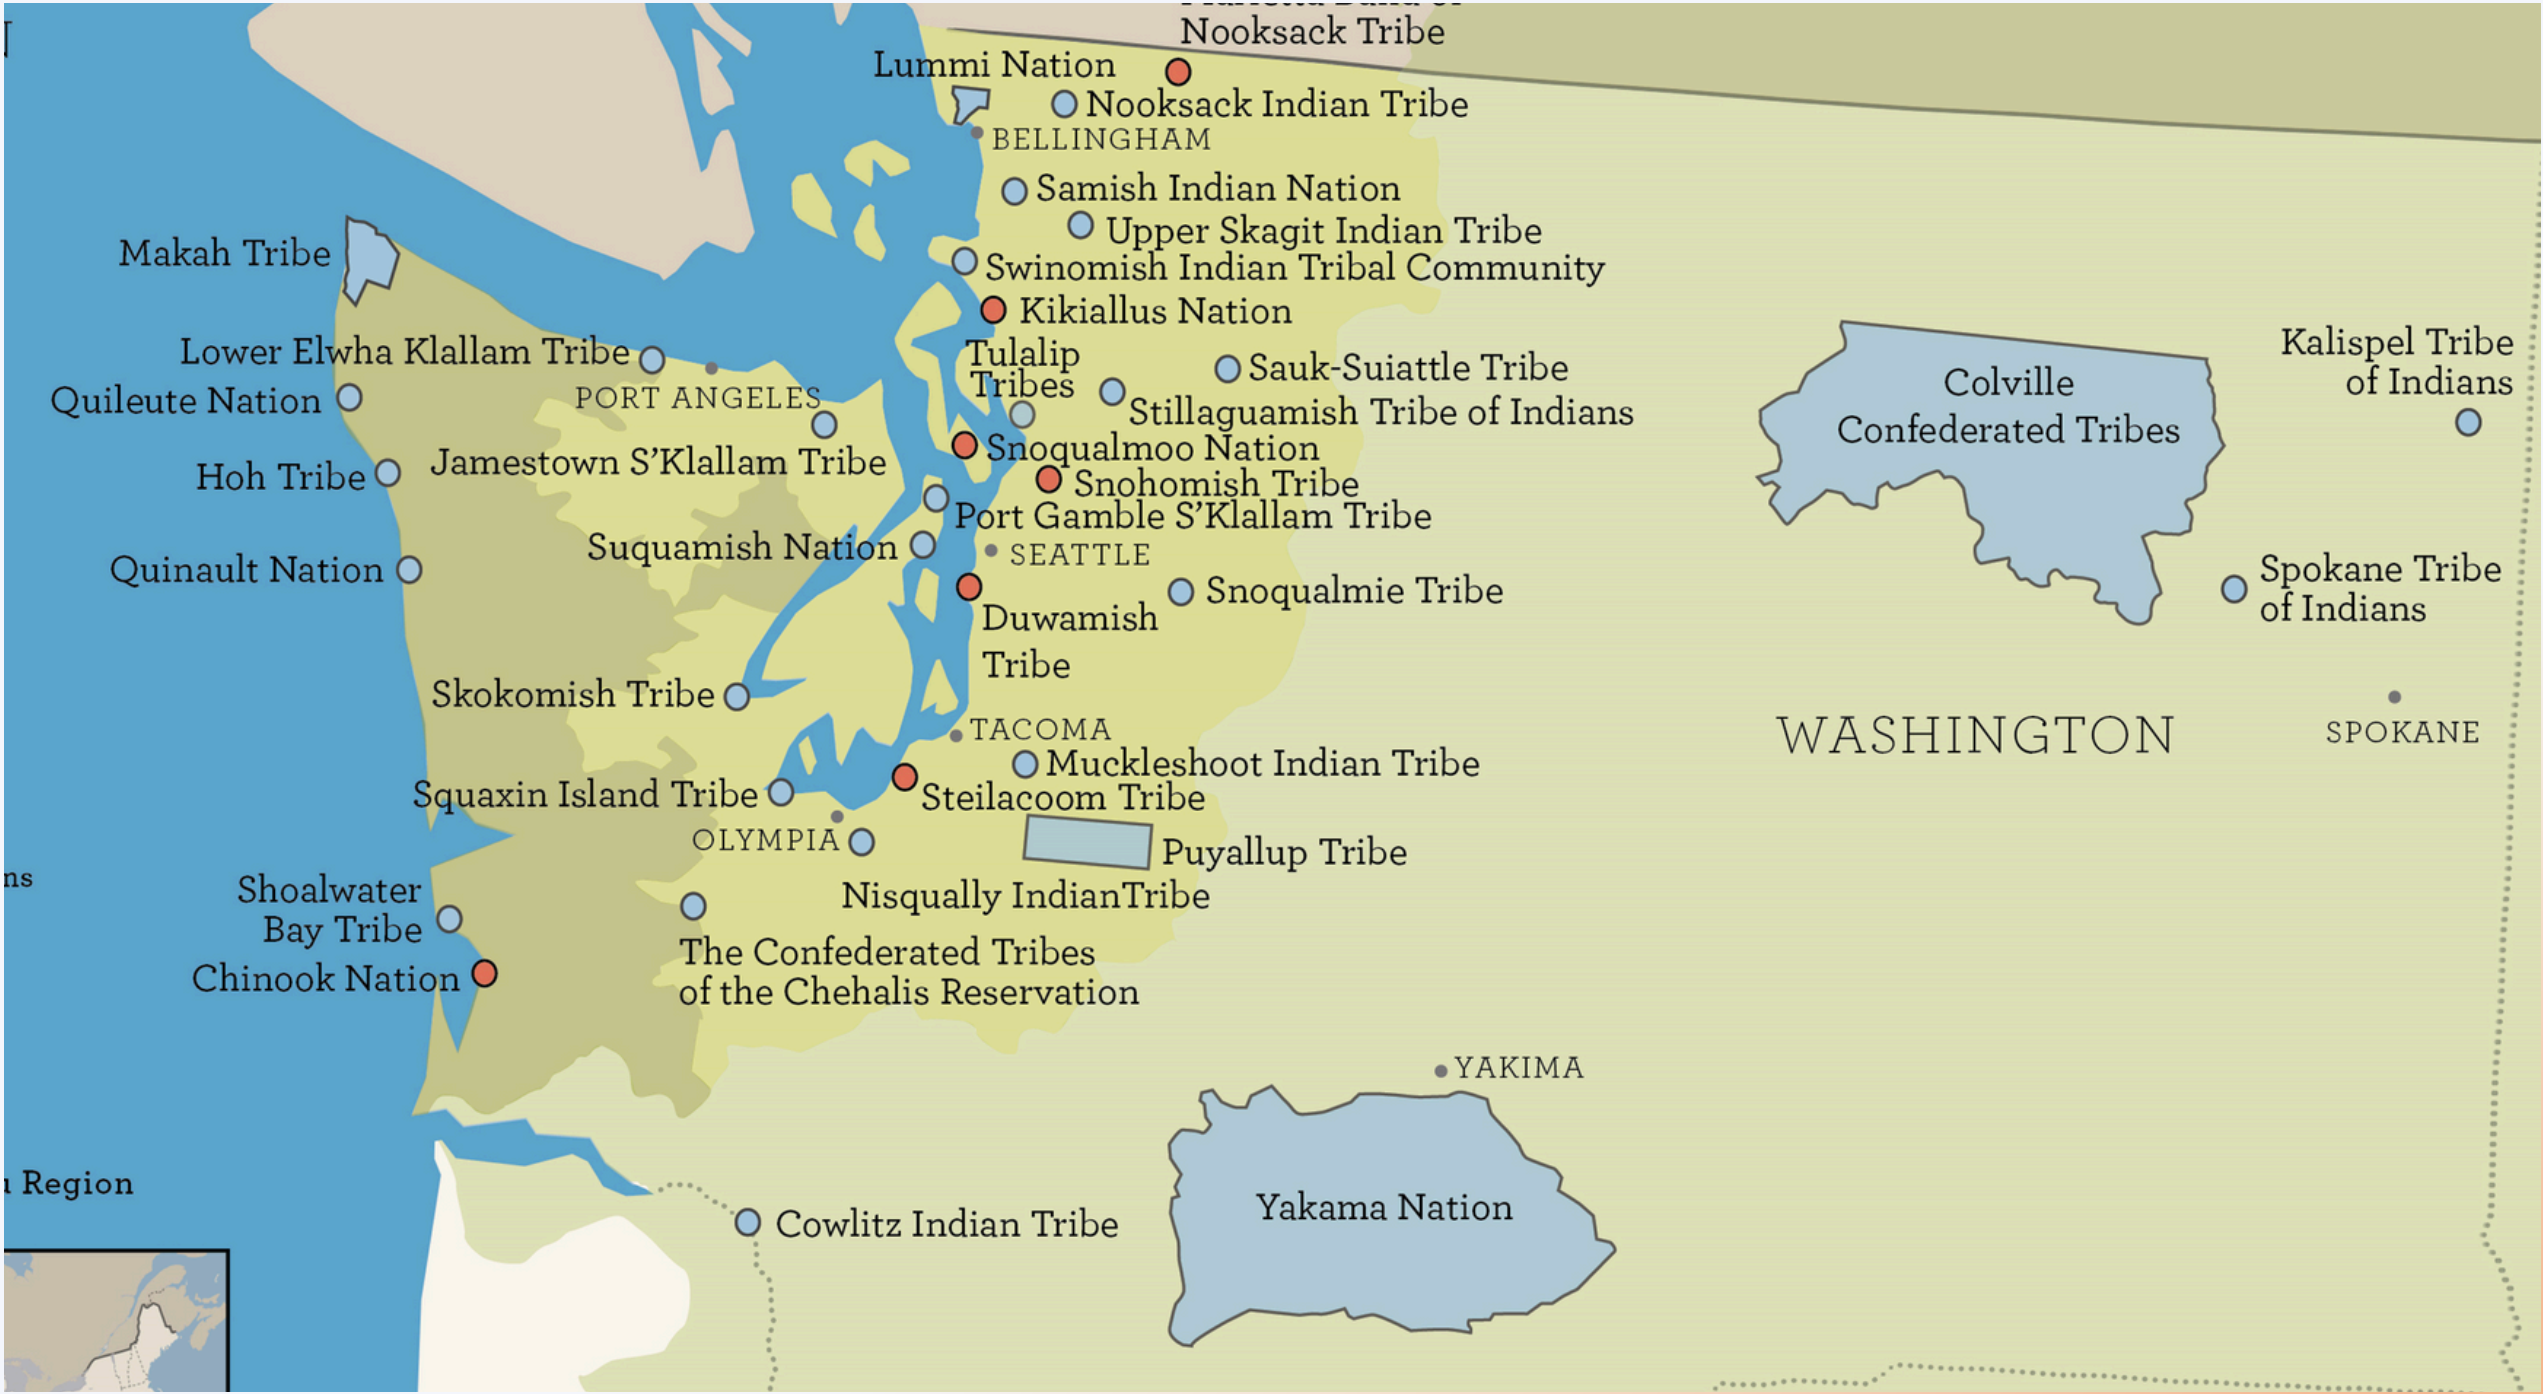 Nooksack Tribe
Lummi Nation
Nooksack Indian Tribe
BELLINGHAM
Samish Indian Nation
Upper Skagit Indian Tribe
Makah Tribe
Swinomish Indian Tribal Community
Kikiallus Nation
Lower Elwha Klallam Tribe
Tulalip
Tribes
Sauk-Suiattle Tribe
Kalispel Tribe
of Indians
Colville
Confederated Tribes
Quileute Nation
PORT ANGELES
Stillaguamish Tribe of Indians
Snoqualmoo Nation
Jamestown S'Klallam Tribe
Hoh Tribe
Snohomish Tribe
Port Gamble S'Klallam Tribe
Suquamish Nation
SEATTLE
Quinault Nation
Snoqualmie Tribe
Spokane Tribe
of Indians
Duwamish
Tribe
Skokomish Tribe
TACOMA
WASHINGTON
SPOKANE
Muckleshoot Indian Tribe
Squaxin Island Tribe
Steilacoom Tribe
OLYMPIA
Puyallup Tribe
ns
Shoalwater
Bay Tribe
Nisqually IndianTribe
The Confederated Tribes
of the Chehalis Reservation
Chinook Nation
YAKIMA
Region
Yakama Nation
Cowlitz Indian Tribe